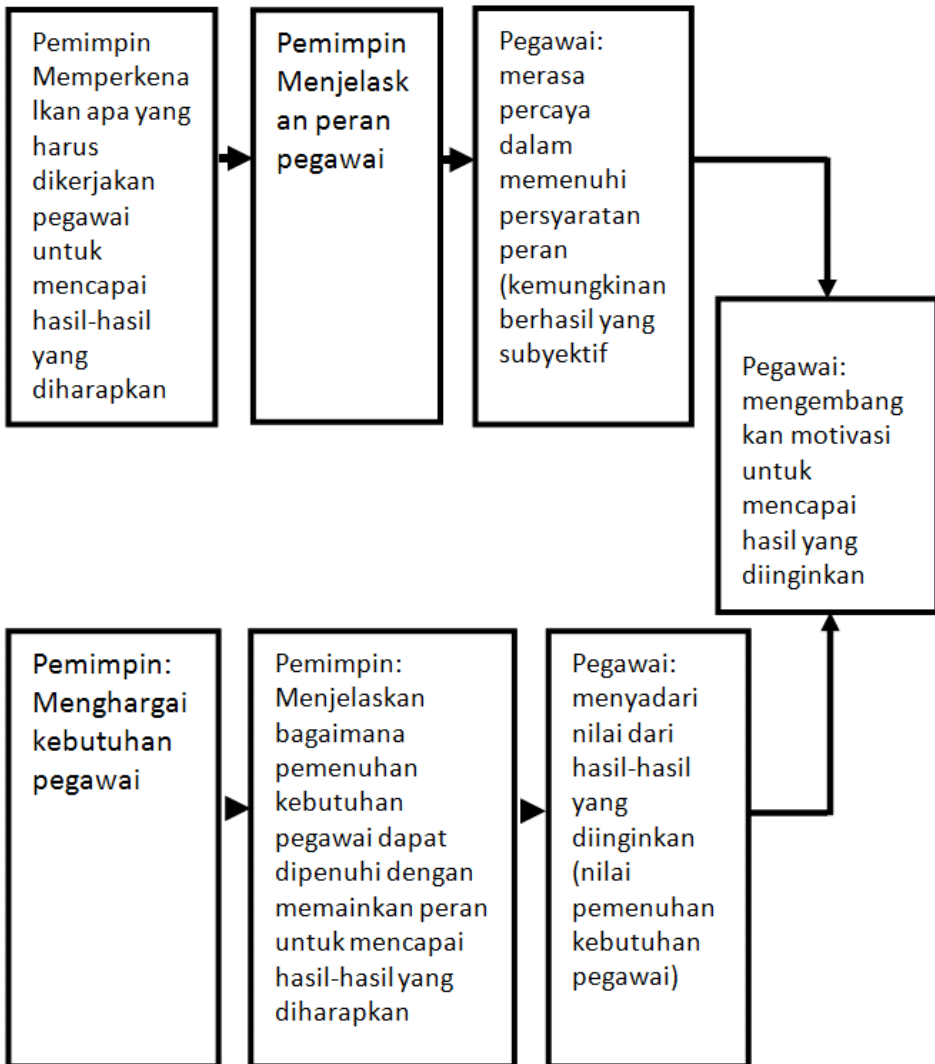 Pemimpin
Memperkena
lkan apa yang
harus
dikerjakan
pegawai
untuk
mencapai
hasil-hasil
yang
diharapkan
Pemimpin
Menjelask
an peran
pegawai
Pegawai:
merasa
percaya
dalam
memenuhi
persyaratan
peran
(kemungkinan
berhasil yang
subyektif
Pegawai:
mengembang
kan motivasi
untuk
mencapai
hasil yang
diinginkan
Pemimpin:
Menghargai
kebutuhan
pegawai
Pemimpin:
Menjelaskan
bagaimana
pemenuhan
kebutuhan
pegawai dapat
dipenuhi dengan
memainkan peran
untuk mencapai
hasil-hasil yang
diharapkan
Pegawai:
menyadari
nilai dari
hasil-hasil
yang
diinginkan
(nilai
pemenuhan
kebutuhan
pegawai)